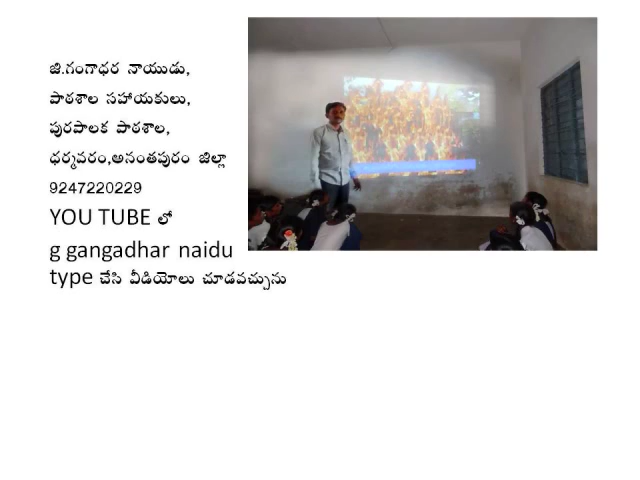 జి.గంగాధర నాయుడు,
పాఠశాల సహాయకులు,
పురపాలక పాఠశాల,
ధర్మవరం,అనంతపురం జిల్లా
9247220229
YOU TUBE లో
g gangadhar naidu
type చేసి వీడియోలు చూడవచ్చును